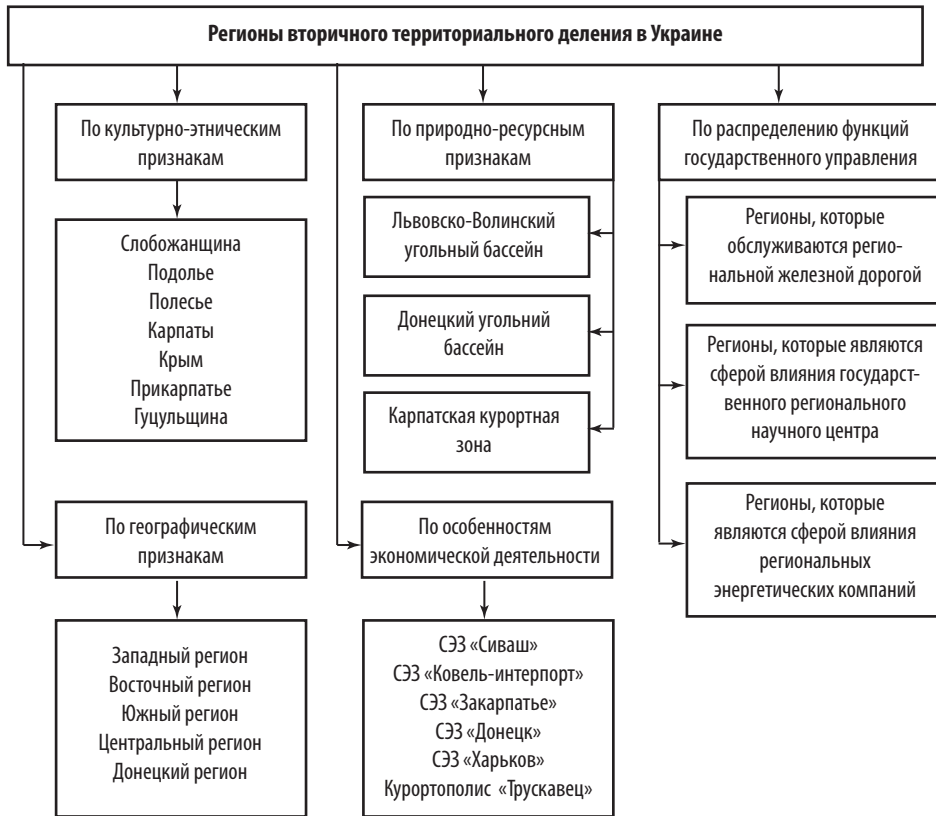 Регионы вторичного территориального деления в Украине
По культурно-этническим
признакам
Слобожанщина
Подолье
Полесье
Карпаты
Крым
Прикарпатье
Гуцульщина
По географическим
признакам
Западный регион
Восточный регион
Южный регион
Центральный регион
Донецкий регион
По природно-ресурсным
признакам
Львовско-Волинский
угольный бассейн
Донецкий угольний
бассейн
Карпатская курортная
зона
По особенностям
экономической деятельности
СЭЗ «Сиваш»
СЭЗ «Ковель-интерпорт»
СЭЗ «Закарпатье»
СЭЗ «Донецк»
СЭЗ «Харьков»
Курортополис «Трускавец»
По распределению функций
государственного управления
Регионы, которые
обслуживаются регио-
нальной железной дорогой
Регионы, которые являются
сферой влияния государст-
венного регионального
научного центра
Регионы, которые
являются сферой влияния
региональных
энергетических компаний